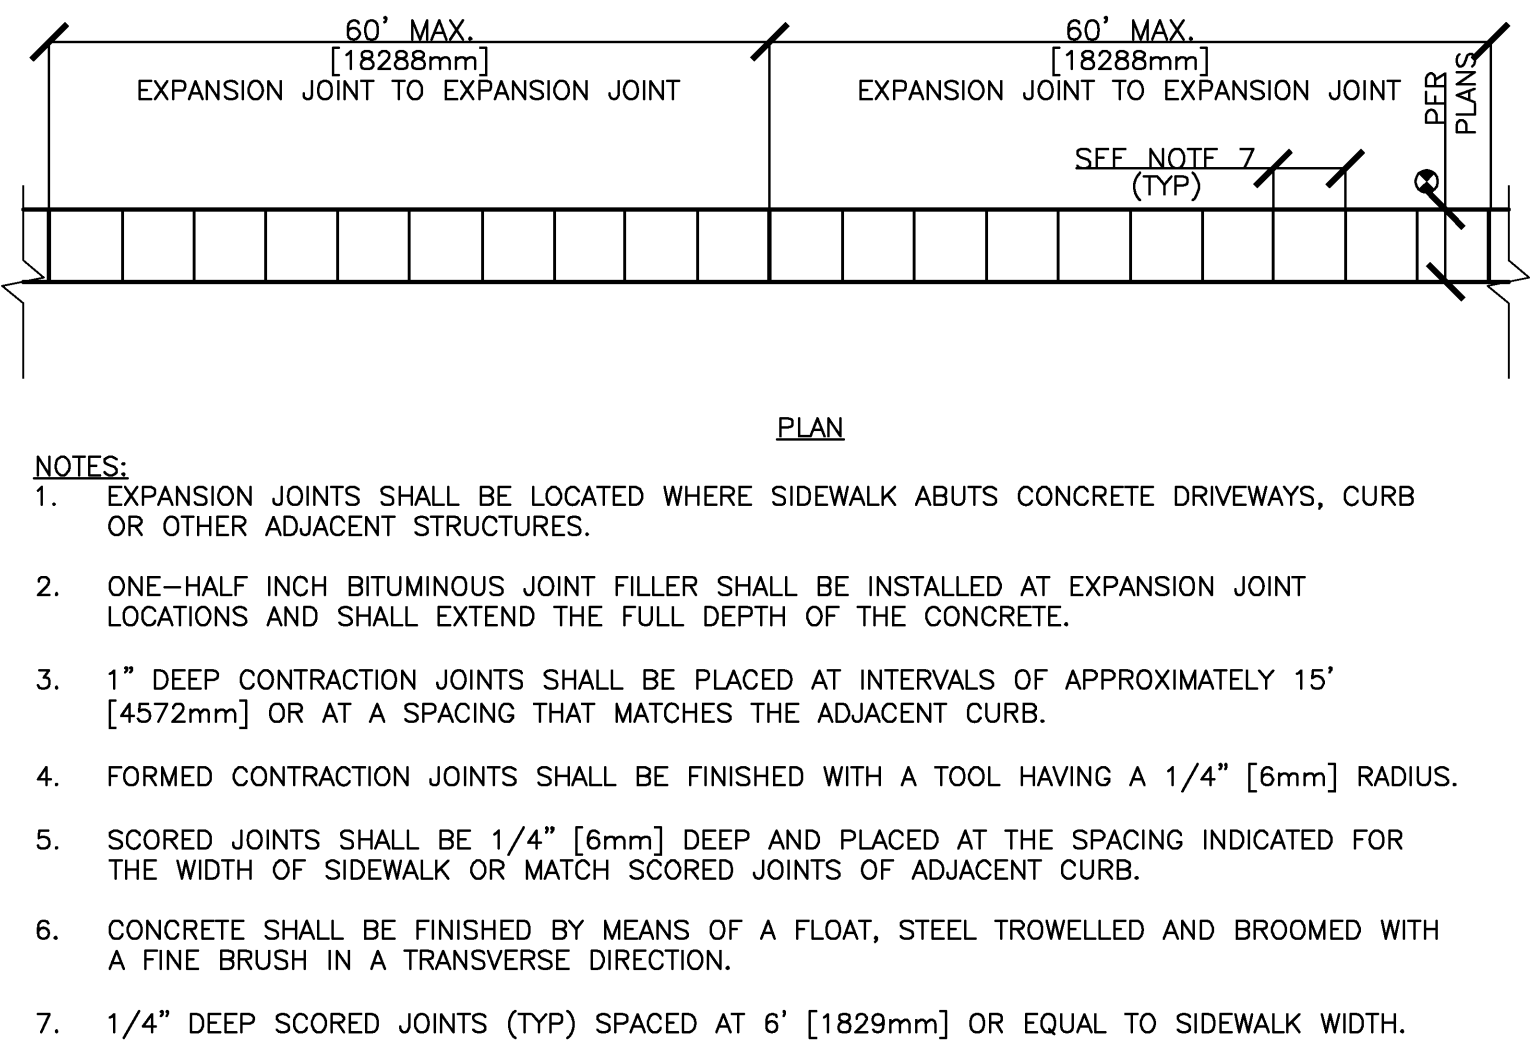 60' MAX.
[18288mm]
EXPANSION JOINT TO EXPANSION JOINT
60' MAX.
[18288mm]
EXPANSION JOINT TO EXPANSION JOINT
PER
PLANS
SEE NOTE 7
(TYP)
PLAN
NOTES:
1. EXPANSION JOINTS SHALL BE LOCATED WHERE SIDEWALK ABUTS CONCRETE DRIVEWAYS, CURB
OR OTHER ADJACENT STRUCTURES.
2. ONE–HALF INCH BITUMINOUS JOINT FILLER SHALL BE INSTALLED AT EXPANSION JOINT
LOCATIONS AND SHALL EXTEND THE FULL DEPTH OF THE CONCRETE.
3. 1" DEEP CONTRACTION JOINTS SHALL BE PLACED AT INTERVALS OF APPROXIMATELY 15'
[4572mm] OR AT A SPACING THAT MATCHES THE ADJACENT CURB.
4. FORMED CONTRACTION JOINTS SHALL BE FINISHED WITH A TOOL HAVING A 1/4" [6mm] RADIUS.
5. SCORED JOINTS SHALL BE 1/4" [6mm] DEEP AND PLACED AT THE SPACING INDICATED FOR
THE WIDTH OF SIDEWALK OR MATCH SCORED JOINTS OF ADJACENT CURB.
6. CONCRETE SHALL BE FINISHED BY MEANS OF A FLOAT, STEEL TROWELLED AND BROOMED WITH
A FINE BRUSH IN A TRANSVERSE DIRECTION.
7. 1/4" DEEP SCORED JOINTS (TYP) SPACED AT 6' [1829mm] OR EQUAL TO SIDEWALK WIDTH.